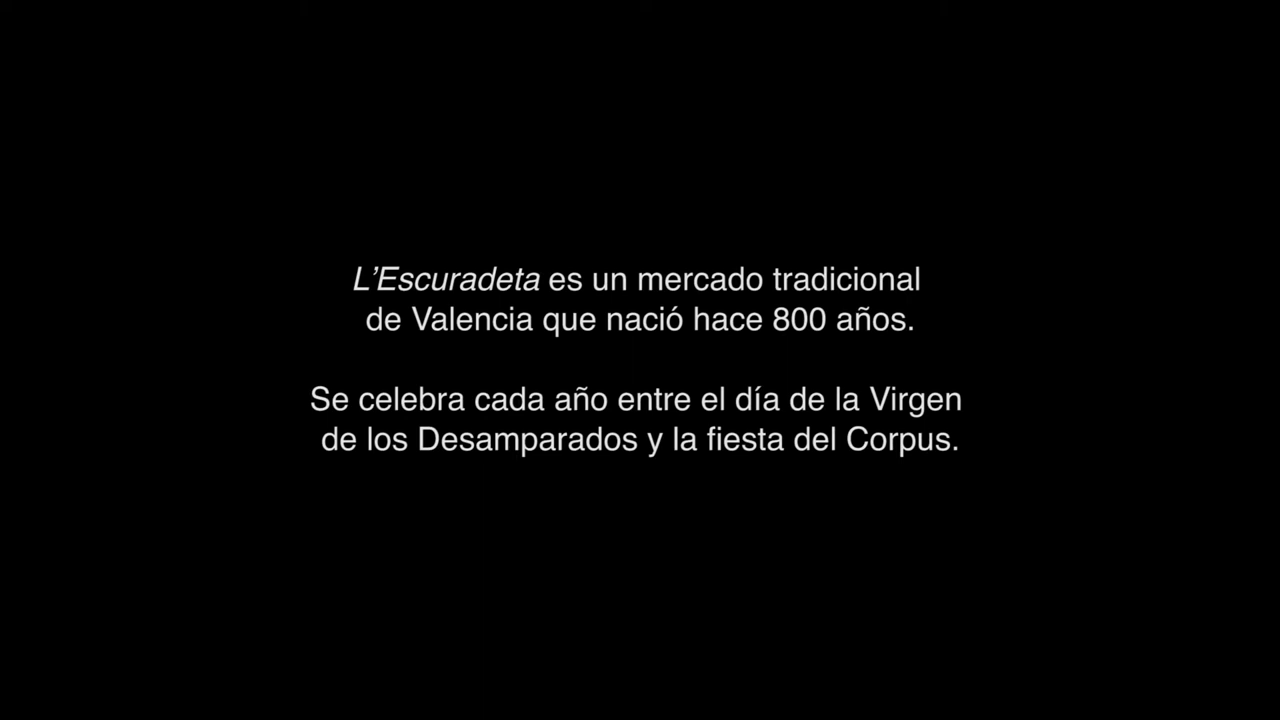 L’Escuradeta es un mercado tradicional
de Valencia que nació hace 800 años.
Se celebra cada año entre el día de la Virgen
de los Desamparados y la fiesta del Corpus.